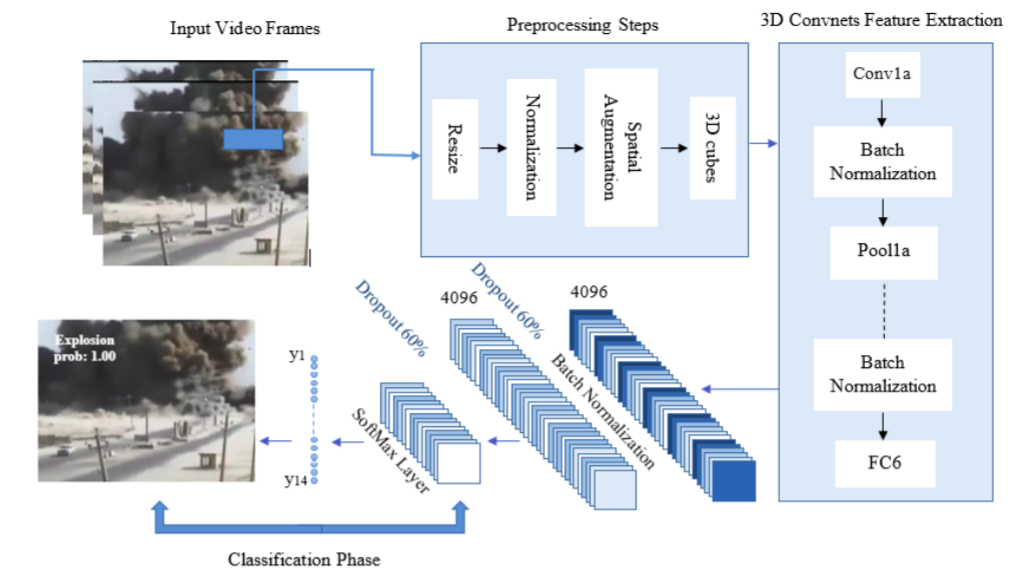 Input Video Frames
Preprocessing Steps
3D Convnets Feature Extraction
Resize
Normalization
Spatial
Augmentation
3D cubes
Conv1a
Batch
Normalization
Pool1a
Batch
Normalization
FC6
4096
Batch Normalization
Dropout 60%
4096
Dropout 60%
SoftMax Layer
y1
y14
Explosion
prob: 1.00
Classification Phase